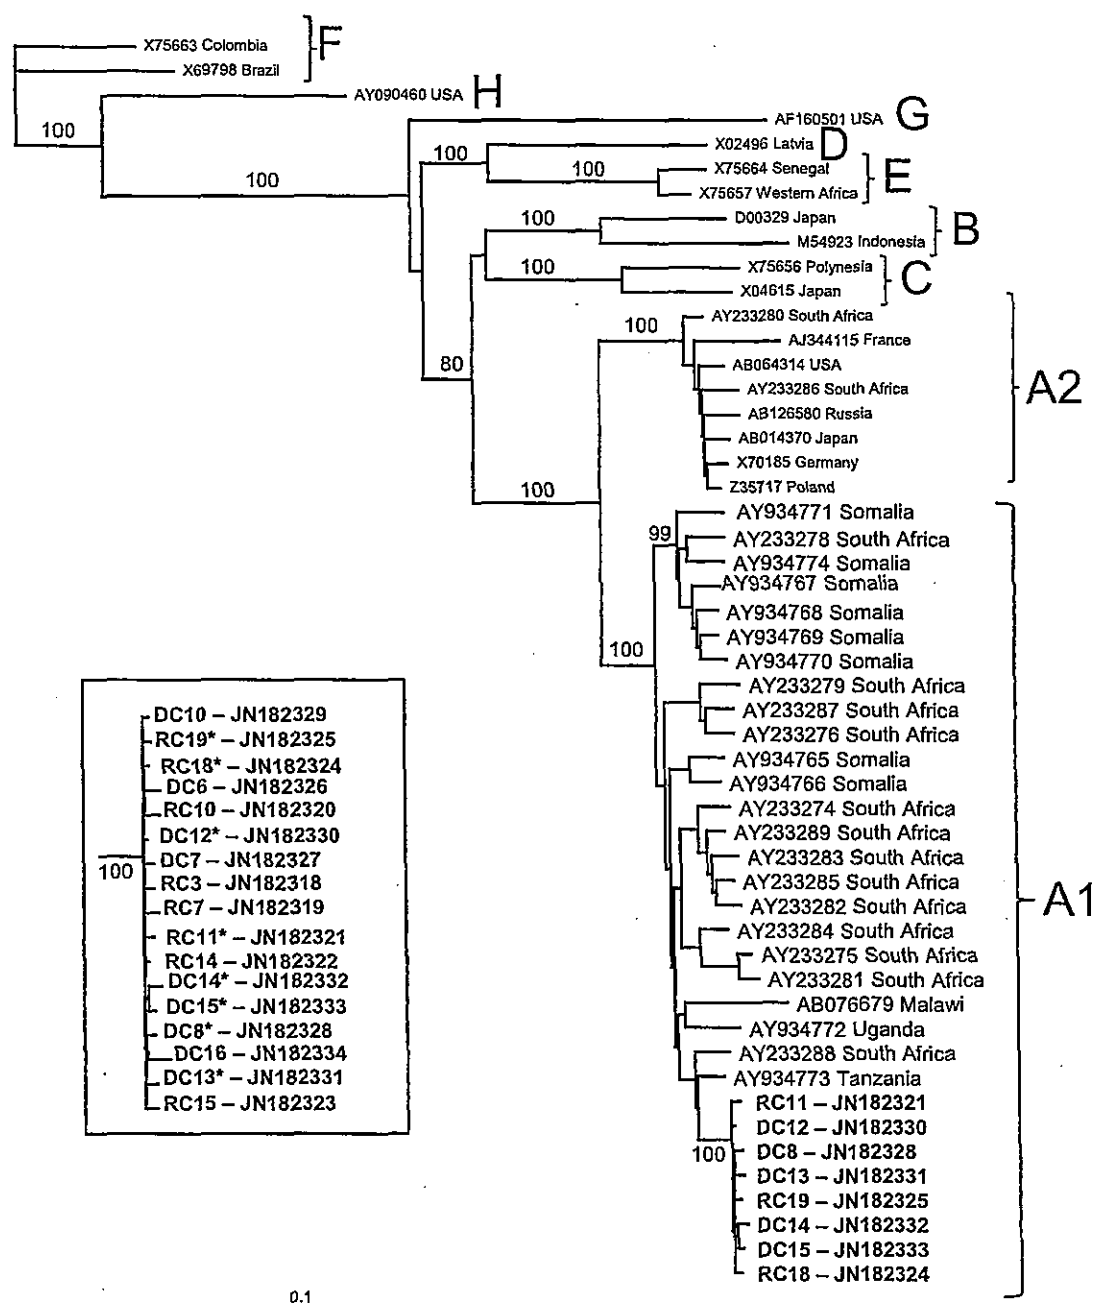 X75663 Colombia
F
X69798 Brazil
AY090460 USA H
100
AF160501 USA G
X02496 Latvia D
100
100
X75664 Senegal
E
100
X75657 Western Africa
100
D00329 Japan
B
M54923 Indonesia
X75656 Polynesia
100
C
X04615 Japan
AY233280 South Africa
100
AJ344115 France
AB064314 USA
80
A2
AY233286 South Africa
AB126580 Russia
AB014370 Japan
X70185 Germany
Z35717 Poland
100
AY934771 Somalia
99
AY233278 South Africa
AY934774 Somalia
AY934767 Somalia
AY934768 Somalia
AY934769 Somalia
100
AY934770 Somalia
AY233279 South Africa
AY233287 South Africa
AY233276 South Africa
AY934765 Somalia
AY934766 Somalia
AY233274 South Africa
AY233289 South Africa
AY233283 South Africa
AY233285 South Africa
A1
AY233282 South Africa
AY233284 South Africa
AY233275 South Africa
AY233281 South Africa
AB076679 Malawi
AY934772 Uganda
AY233288 South Africa
AY934773 Tanzania
RC11 – JN182321
DC12 – JN182330
100
DC8 – JN182328
DC13 – JN182331
RC19 – JN182325
DC14 – JN182332
DC15 – JN182333
RC18 – JN182324
DC10 – JN182329
RC19* – JN182325
RC18* – JN182324
DC6 – JN182326
RC10 – JN182320
DC12* – JN182330
DC7 – JN182327
100
RC3 – JN182318
RC7 – JN182319
RC11* – JN182321
RC14 – JN182322
DC14* – JN182332
DC15* – JN182333
DC8* – JN182328
DC16 – JN182334
DC13* – JN182331
RC15 – JN182323
0.1